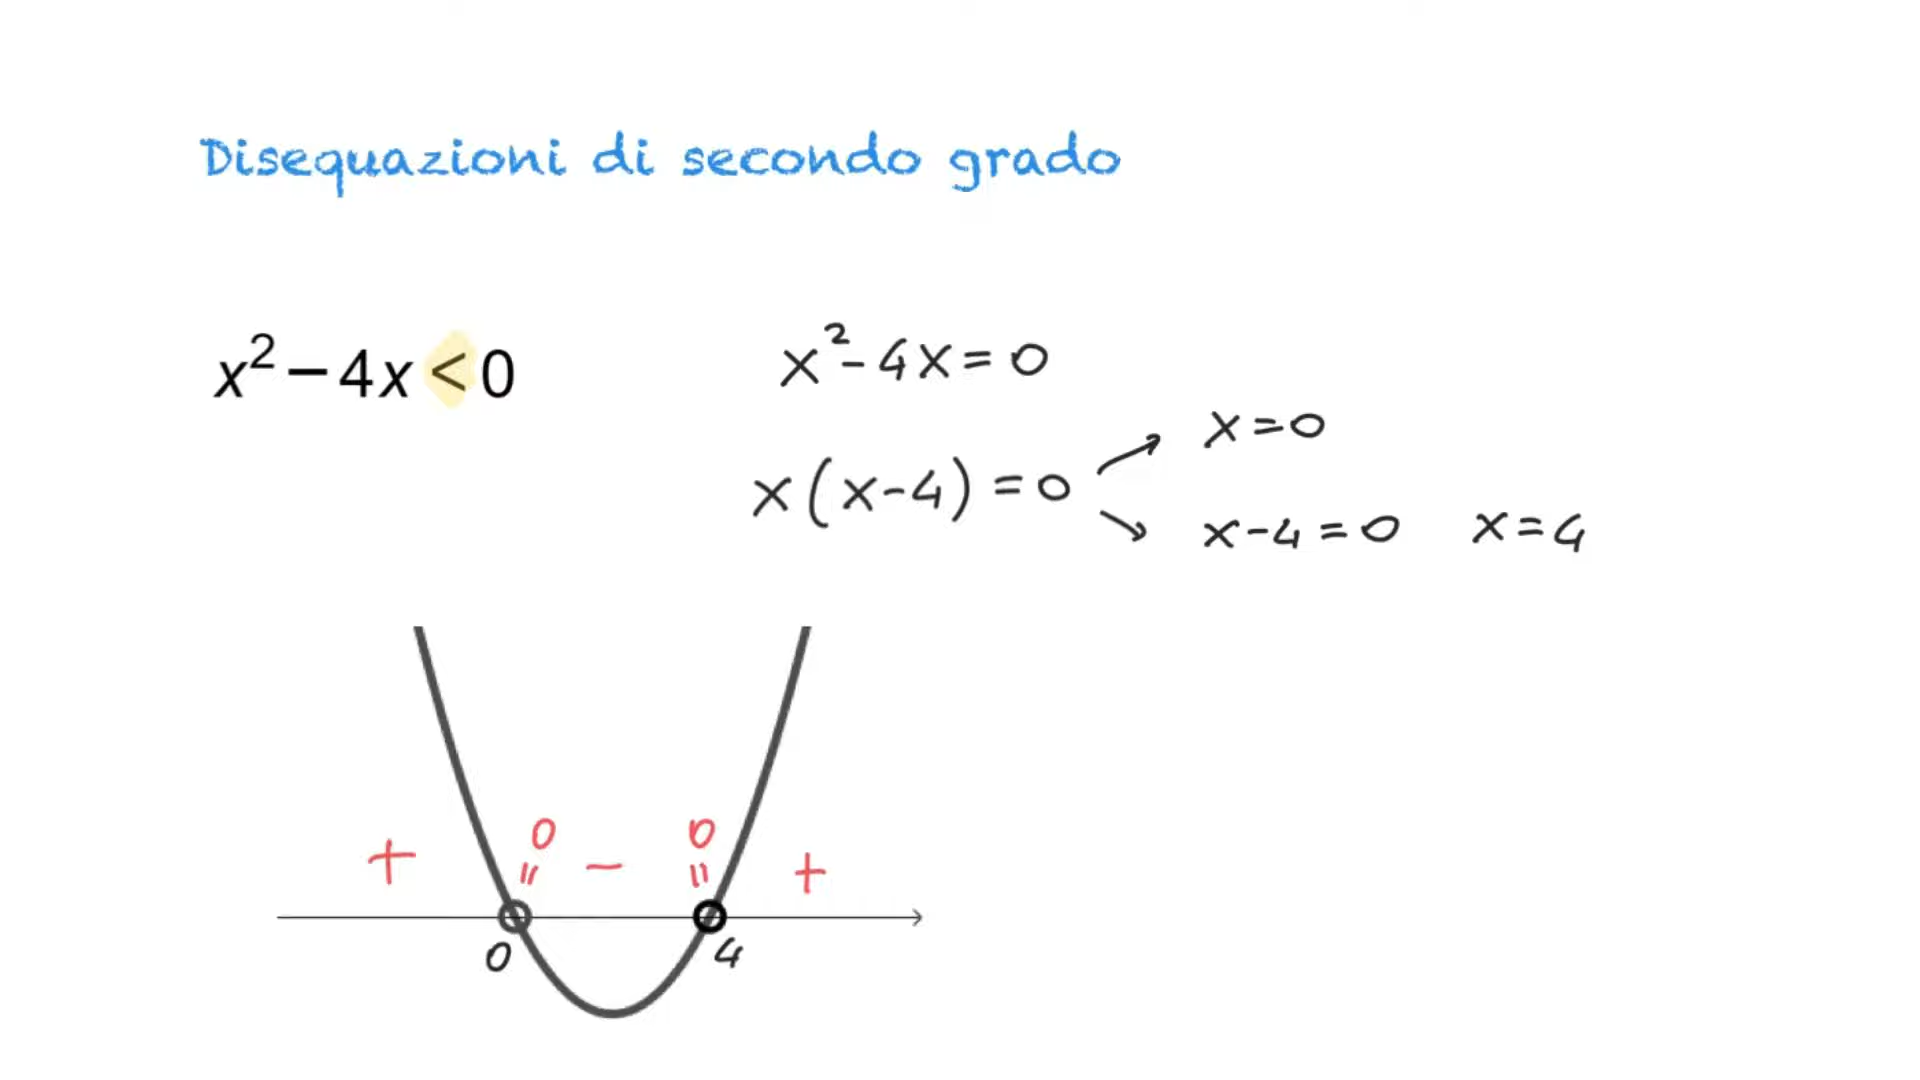 Disequazioni di secondo grado
x² − 4x < 0
x² - 4x = 0
x (x-4) = 0
x = 0
x-4 = 0 x = 4
+ 0 = − 0 = +
0 4